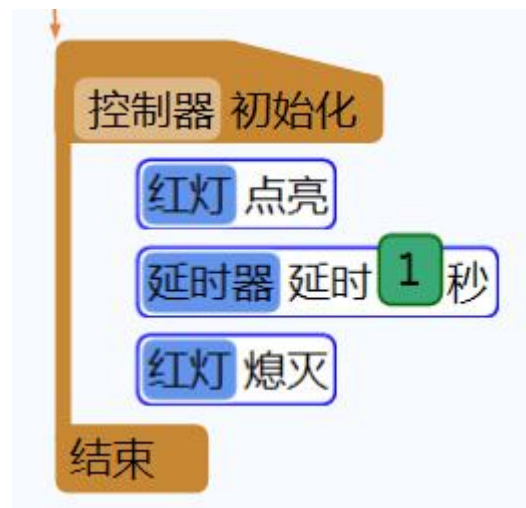 控制器 初始化
红灯 点亮
延时器 延时 1 秒
红灯 熄灭
结束